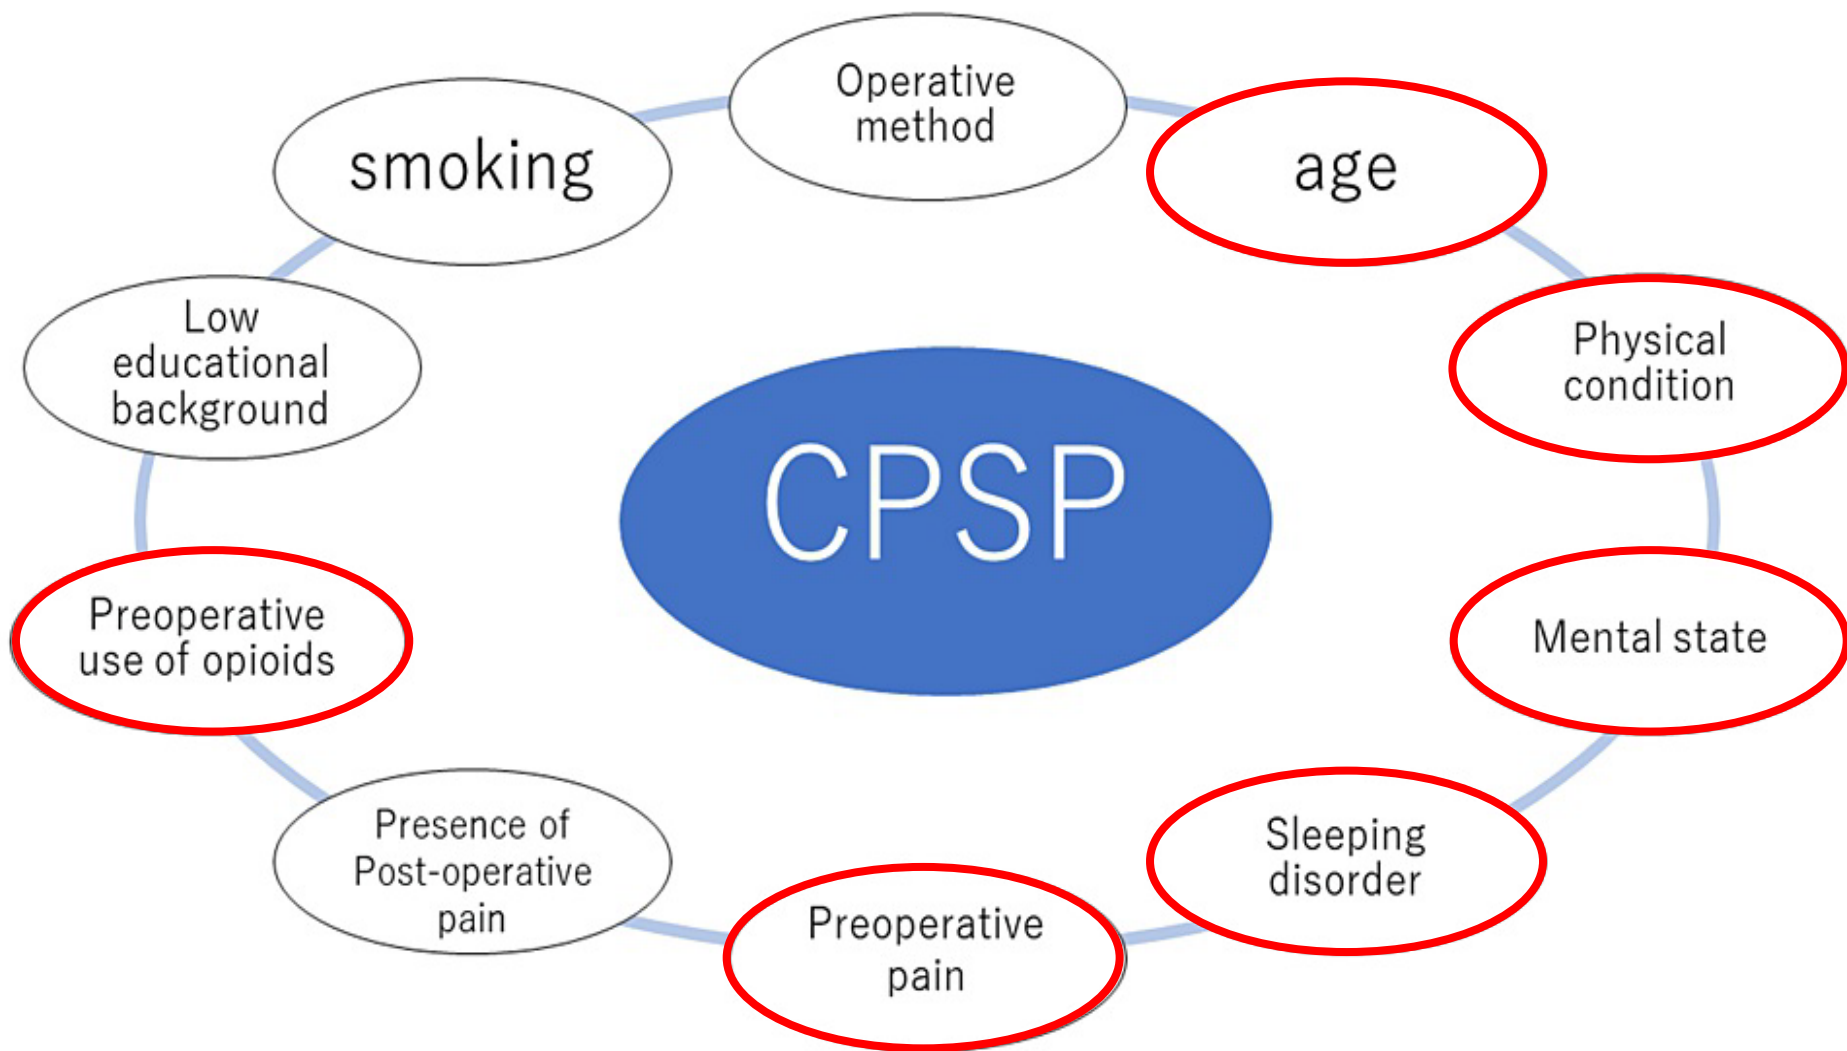 Operative
method
age
Physical
condition
Mental state
Sleeping
disorder
Preoperative
pain
Presence of
Post-operative
pain
Preoperative
use of opioids
Low
educational
background
smoking
CPSP